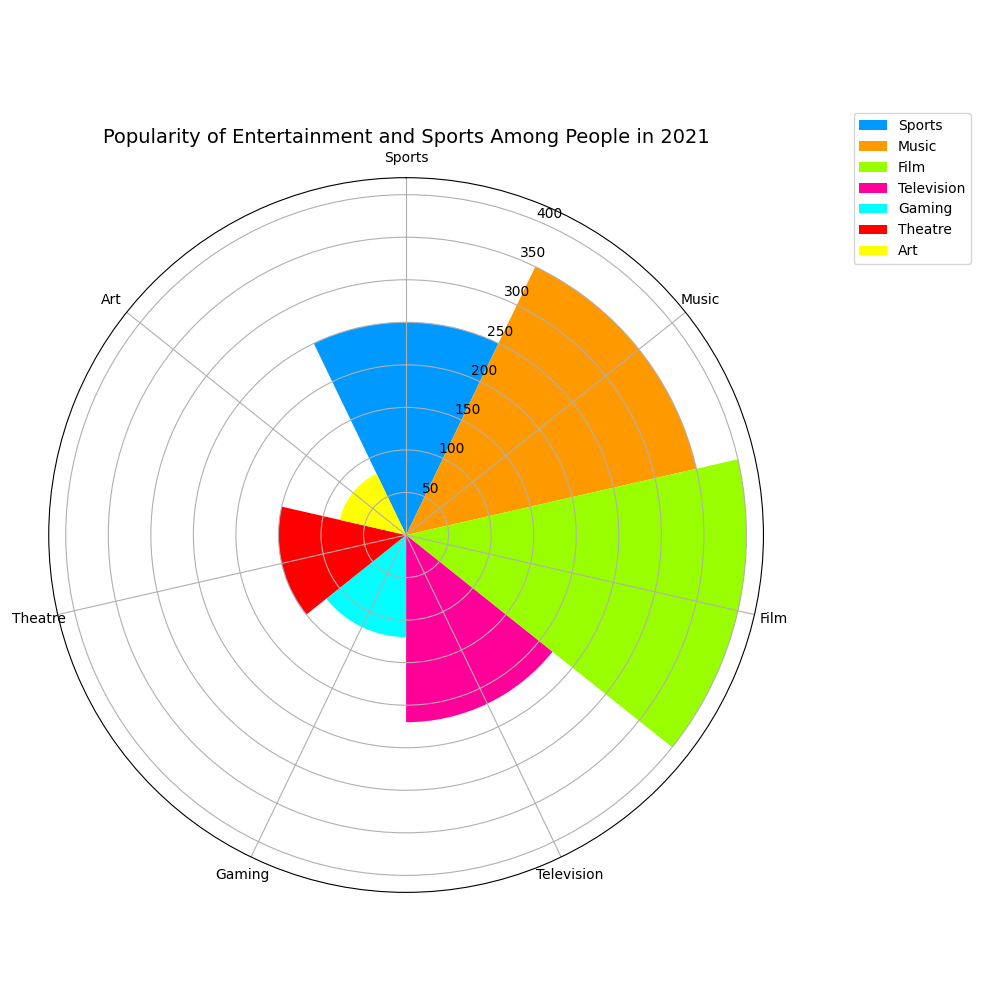 Popularity of Entertainment and Sports Among People in 2021
Sports
Music
Film
Television
Gaming
Theatre
Art
Sports
Music
Film
Television
Gaming
Theatre
Art
50
100
150
200
250
300
350
400